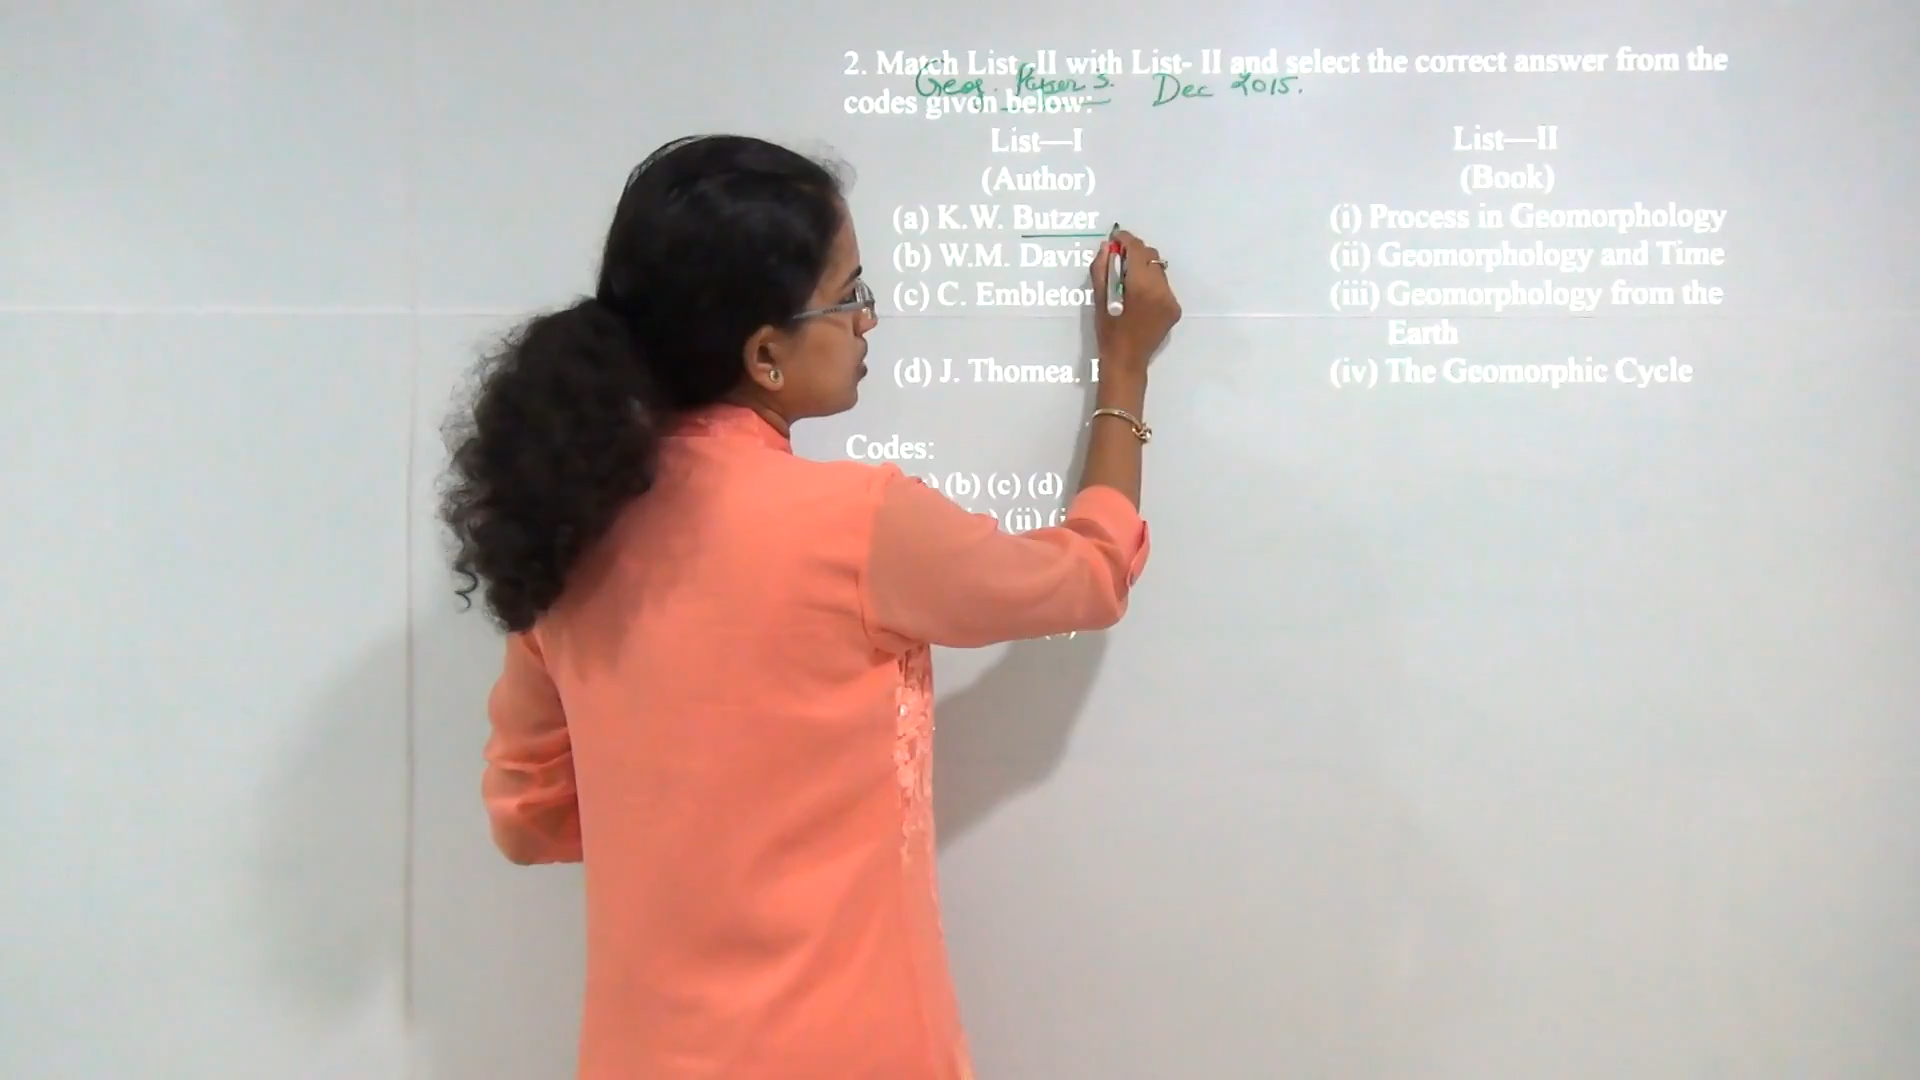 2. Match List -II with List- II and select the correct answer from the
Geog. Paper 3. Dec 2015.
codes given below:
List—I List—II
(Author) (Book)
(a) K.W. Butzer (i) Process in Geomorphology
(b) W.M. Davis (ii) Geomorphology and Time
(c) C. Embleton (iii) Geomorphology from the
Earth
(d) J. Thomea. (iv) The Geomorphic Cycle
Codes:
(b) (c) (d)
(ii)